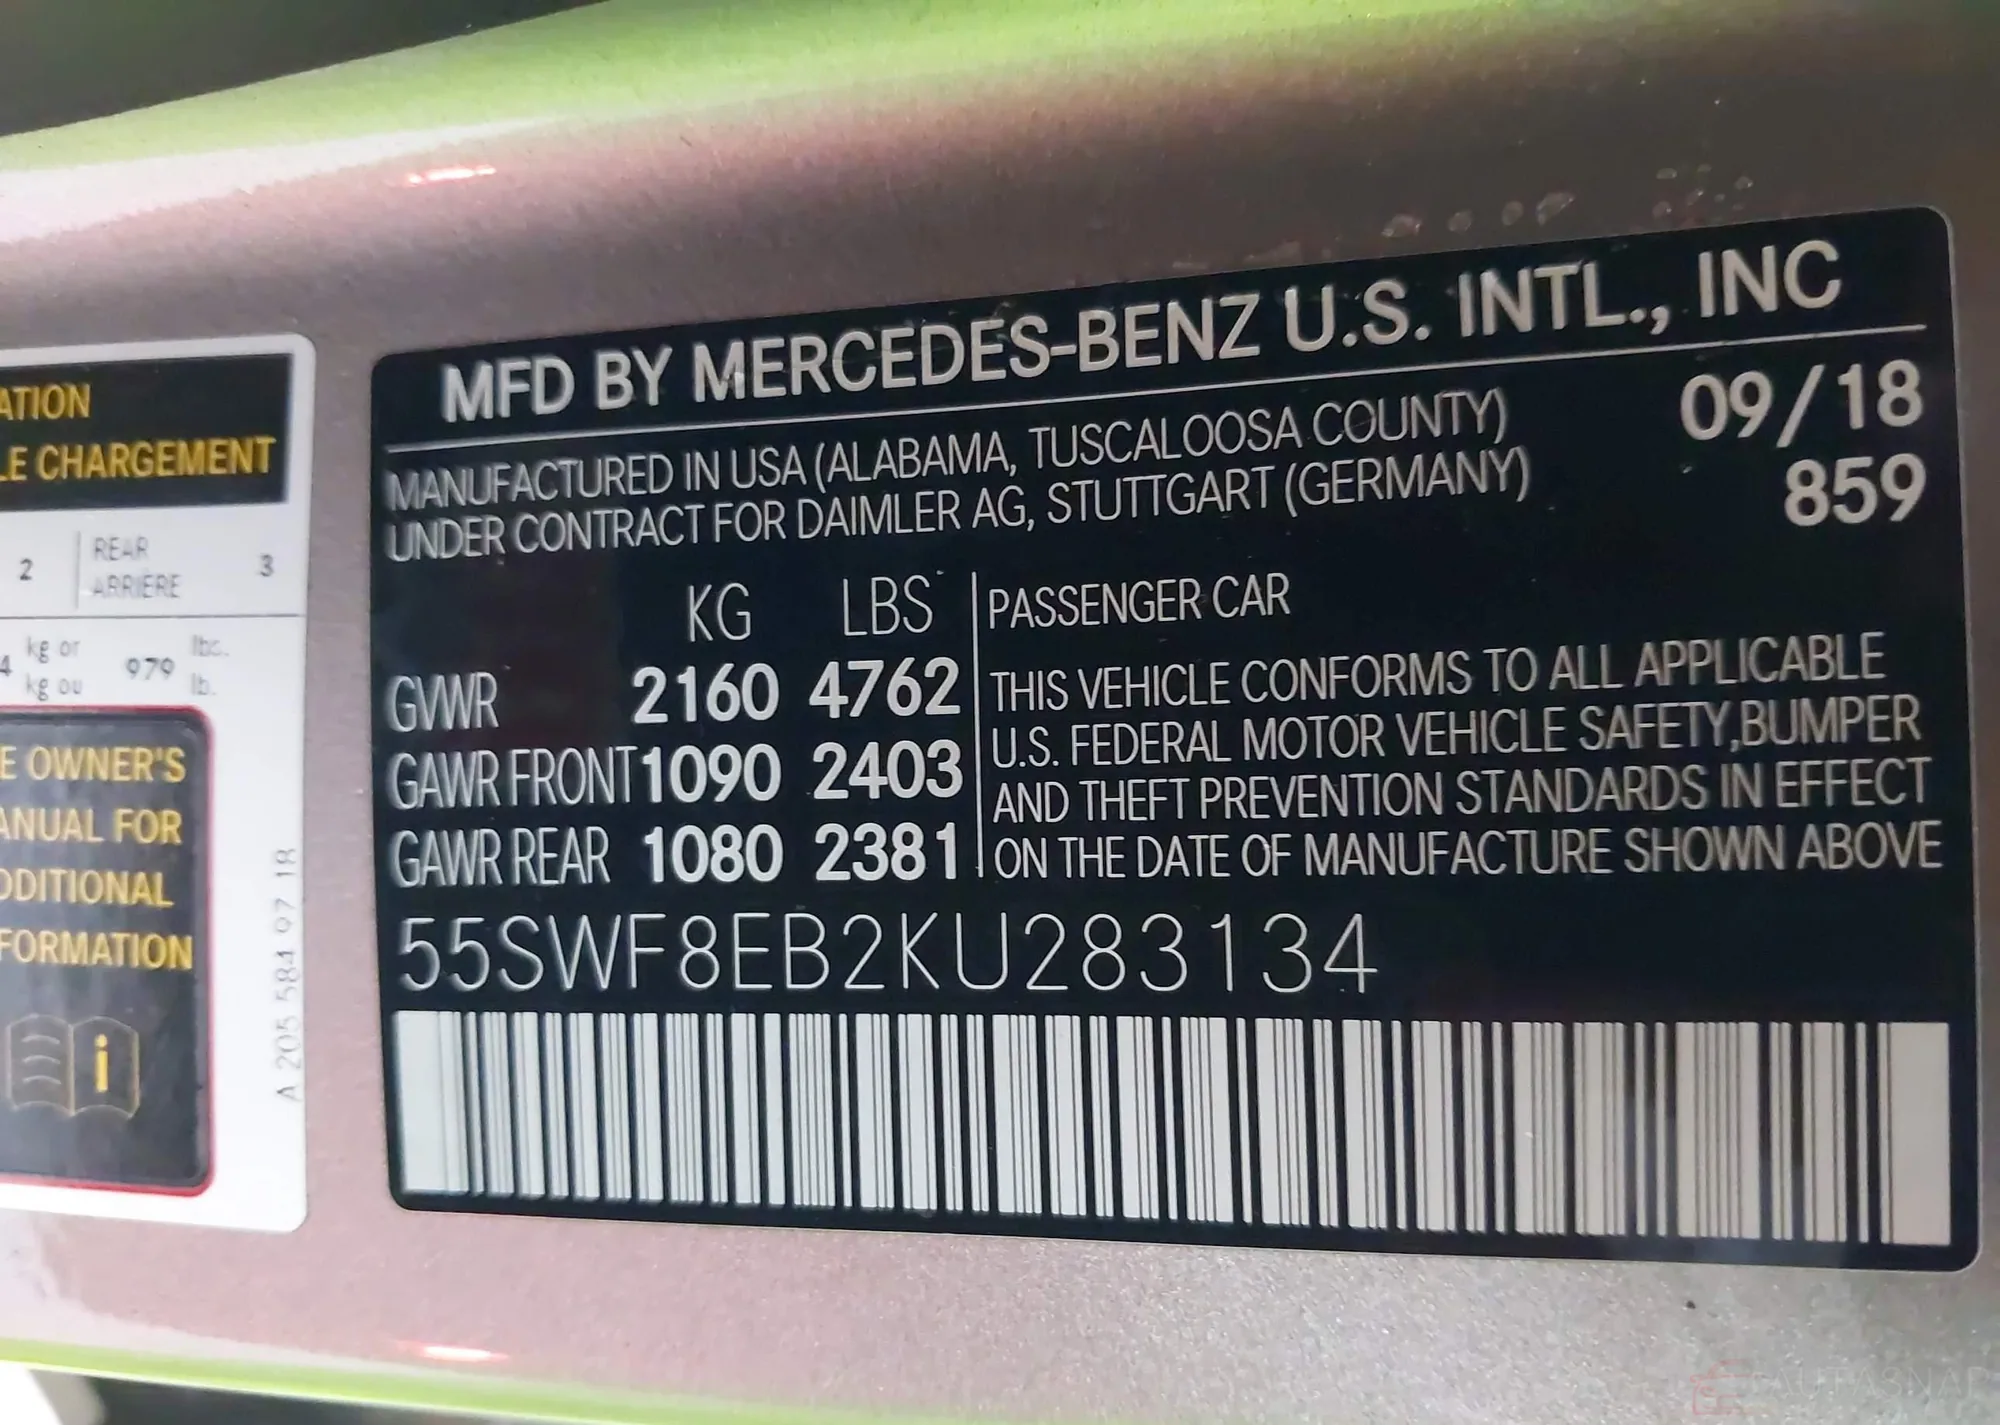 ATION
LE CHARGEMENT
2 REAR ARRIÈRE 3
4 kg or kg ou 979 lbs. lb.
E OWNER'S
ANUAL FOR
DDITIONAL
FORMATION
i
A 205 584 97 18
MFD BY MERCEDES-BENZ U.S. INTL., INC
MANUFACTURED IN USA (ALABAMA, TUSCALOOSA COUNTY) 09/18
UNDER CONTRACT FOR DAIMLER AG, STUTTGART (GERMANY) 859
KG LBS
GVWR 2160 4762
GAWR FRONT 1090 2403
GAWR REAR 1080 2381
PASSENGER CAR
THIS VEHICLE CONFORMS TO ALL APPLICABLE
U.S. FEDERAL MOTOR VEHICLE SAFETY,BUMPER
AND THEFT PREVENTION STANDARDS IN EFFECT
ON THE DATE OF MANUFACTURE SHOWN ABOVE
55SWF8EB2KU283134